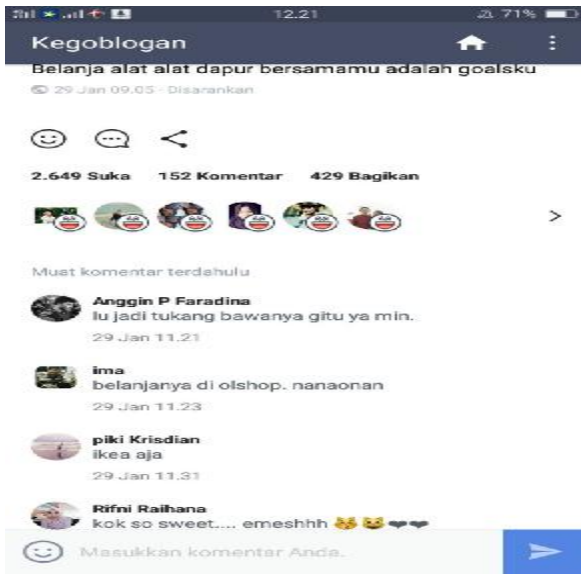 12.21
71%
Kegoblogan
Belanja alat alat dapur bersamamu adalah goalsku
29 Jan 09.05 · Disarankan
2.649 Suka 152 Komentar 429 Bagikan
Muat komentar terdahulu
Anggin P Faradina
lu jadi tukang bawanya gitu ya min.
29 Jan 11.21
ima
belanjanya di olshop. nanaonan
29 Jan 11.23
piki Krisdian
ikea aja
29 Jan 11.31
Rifni Raihana
kok so sweet.... emeshhh 😽😺❤❤
Masukkan komentar Anda.